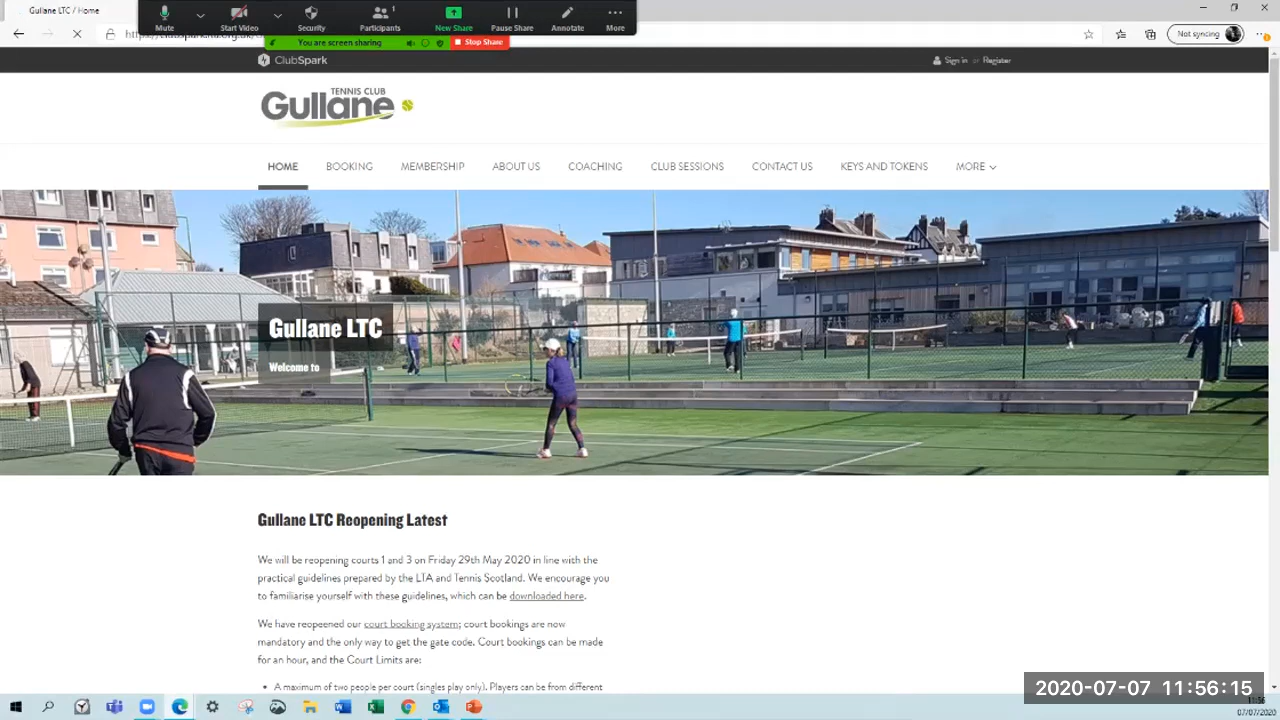 Gullane LTC / Home
Mute
Start Video
Security
Participants
1
New Share
Pause Share
Annotate
More
You are screen sharing
Stop Share
Not syncing
ClubSpark
Sign in or Register
TENNIS CLUB
Gullane
HOME
BOOKING
MEMBERSHIP
ABOUT US
COACHING
CLUB SESSIONS
CONTACT US
KEYS AND TOKENS
MORE
Gullane LTC
Welcome to
Gullane LTC Reopening Latest
We will be reopening courts 1 and 3 on Friday 29th May 2020 in line with the
practical guidelines prepared by the LTA and Tennis Scotland. We encourage you
to familiarise yourself with these guidelines, which can be downloaded here.
We have reopeened our court booking system; court bookings are now
mandatory and the only way to get the gate code. Court bookings can be made
for an hour, and the Court Limits are:
• A maximum of two people per court (singles play only). Players can be from different
2020-07-07 11:56:15
11:56
07/07/2020